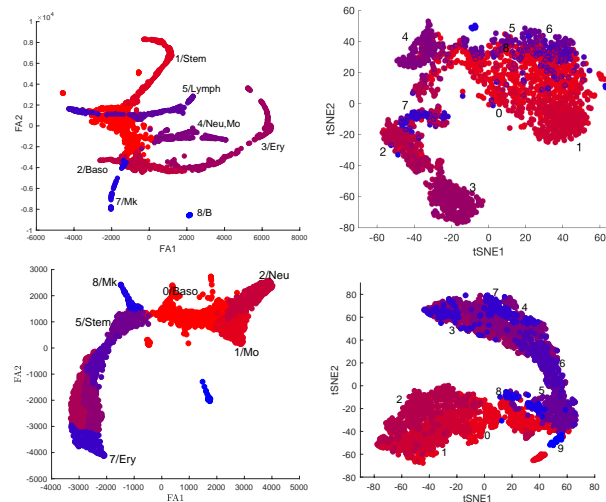 ×10⁴
1
0.8
0.6
0.4
0.2
0
-0.2
-0.4
-0.6
-0.8
-1
FA2
1/Stem
5/Lymph
4/Neu,Mo
3/Ery
2/Baso
7/Mk
8/B
-6000 -4000 -2000 0 2000 4000 6000 8000
FA1
60
40
20
0
-20
-40
-60
-80
tSNE2
4
5
6
8
7
0
1
2
3
-60 -40 -20 0 20 40 60
tSNE1
3000
2000
1000
0
-1000
-2000
-3000
-4000
-5000
FA2
8/Mk
0/Baso
2/Neu
5/Stem
1/Mo
7/Ery
-4000 -3000 -2000 -1000 0 1000 2000 3000 4000 5000
FA1
80
60
40
20
0
-20
-40
-60
-80
tSNE2
7
4
3
6
2
8
5
0
1
9
-80 -60 -40 -20 0 20 40 60
tSNE1